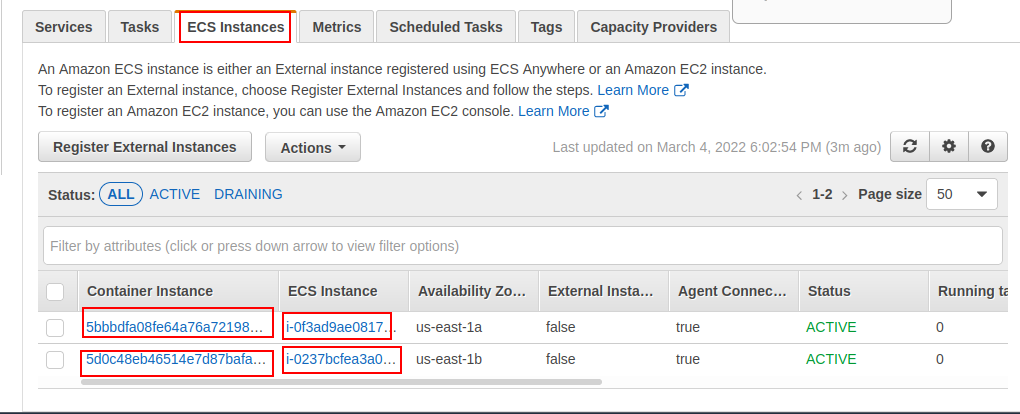 Services Tasks ECS Instances Metrics Scheduled Tasks Tags Capacity Providers
An Amazon ECS instance is either an External instance registered using ECS Anywhere or an Amazon EC2 instance.
To register an External instance, choose Register External Instances and follow the steps. Learn More
To register an Amazon EC2 instance, you can use the Amazon EC2 console. Learn More
Register External Instances Actions Last updated on March 4, 2022 6:02:54 PM (3m ago)
Status: ALL ACTIVE DRAINING 1-2 Page size 50
Filter by attributes (click or press down arrow to view filter options)
Container Instance ECS Instance Availability Zo... External Insta... Agent Connec... Status Running ta
5bbbdfa08fe64a76a72198... i-0f3ad9ae0817... us-east-1a false true ACTIVE 0
5d0c48eb46514e7d87bafa... i-0237bcfea3a0... us-east-1b false true ACTIVE 0